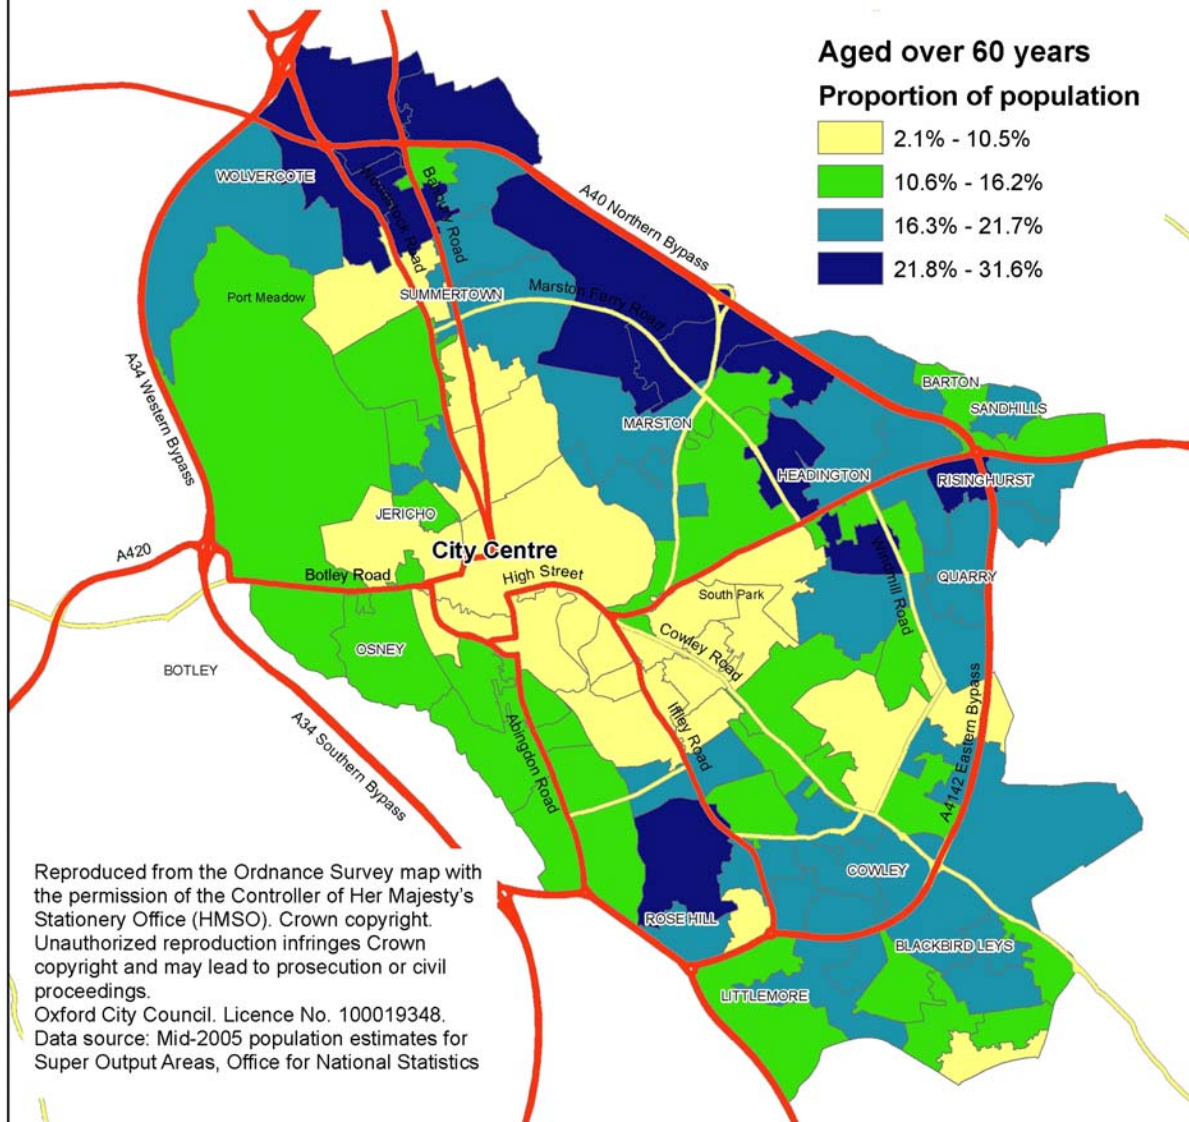 Aged over 60 years
Proportion of population
2.1% - 10.5%
10.6% - 16.2%
16.3% - 21.7%
21.8% - 31.6%
WOLVERCOTE
Woodstock Road
Banbury Road
A40 Northern Bypass
Port Meadow
SUMMERTOWN
Marston Ferry Road
A34 Western Bypass
BARTON
SANDHILLS
MARSTON
HEADINGTON
RISINGHURST
JERICHO
City Centre
A420
Botley Road
High Street
Windmill Road
QUARRY
South Park
OSNEY
Cowley Road
BOTLEY
Iffley Road
Abingdon Road
A34 Southern Bypass
A4142 Eastern Bypass
COWLEY
ROSE HILL
BLACKBIRD LEYS
LITTLEMORE
Reproduced from the Ordnance Survey map with
the permission of the Controller of Her Majesty's
Stationery Office (HMSO). Crown copyright.
Unauthorized reproduction infringes Crown
copyright and may lead to prosecution or civil
proceedings.
Oxford City Council. Licence No. 100019348.
Data source: Mid-2005 population estimates for
Super Output Areas, Office for National Statistics